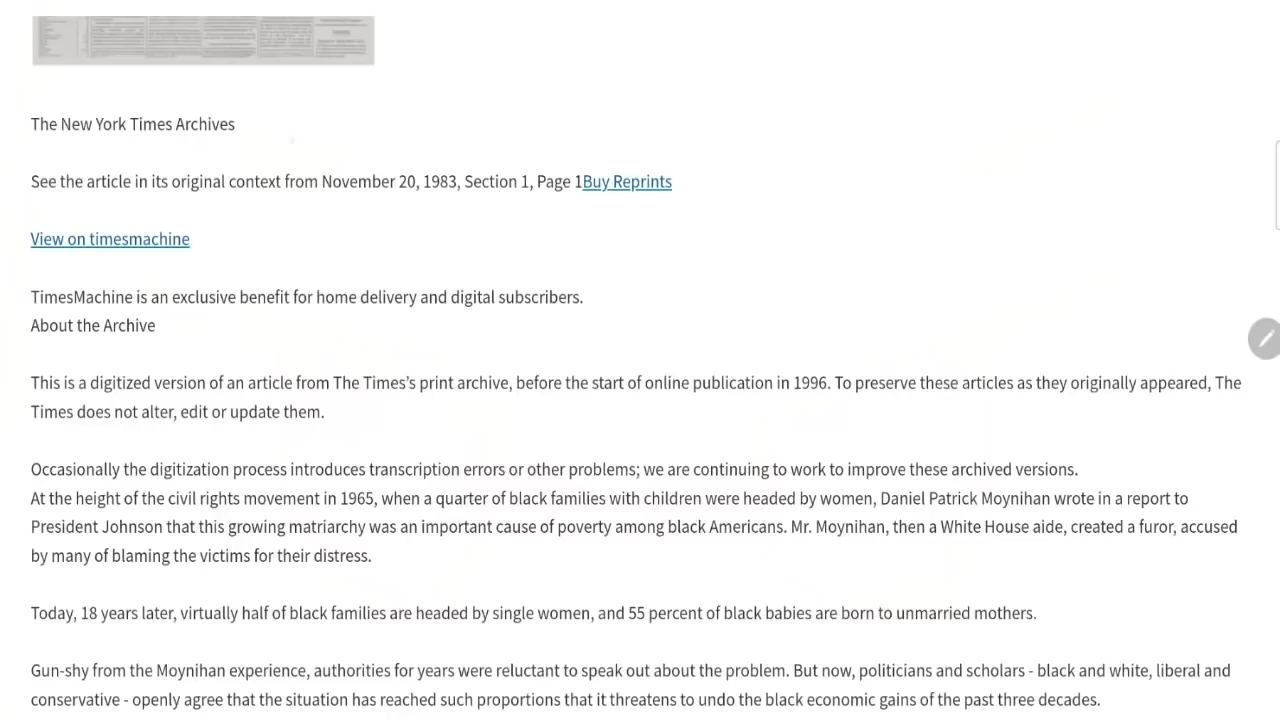 The New York Times Archives
See the article in its original context from November 20, 1983, Section 1, Page 1Buy Reprints
View on timesmachine
TimesMachine is an exclusive benefit for home delivery and digital subscribers.
About the Archive
This is a digitized version of an article from The Times’s print archive, before the start of online publication in 1996. To preserve these articles as they originally appeared, The
Times does not alter, edit or update them.
Occasionally the digitization process introduces transcription errors or other problems; we are continuing to work to improve these archived versions.
At the height of the civil rights movement in 1965, when a quarter of black families with children were headed by women, Daniel Patrick Moynihan wrote in a report to
President Johnson that this growing matriarchy was an important cause of poverty among black Americans. Mr. Moynihan, then a White House aide, created a furor, accused
by many of blaming the victims for their distress.
Today, 18 years later, virtually half of black families are headed by single women, and 55 percent of black babies are born to unmarried mothers.
Gun-shy from the Moynihan experience, authorities for years were reluctant to speak out about the problem. But now, politicians and scholars - black and white, liberal and
conservative - openly agree that the situation has reached such proportions that it threatens to undo the black economic gains of the past three decades.